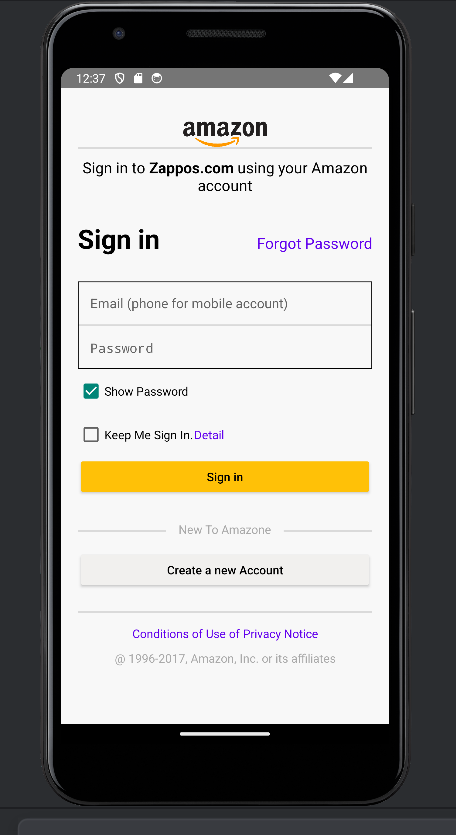 12:37
amazon
Sign in to Zappos.com using your Amazon
account
Sign in
Forgot Password
Email (phone for mobile account)
Password
Show Password
Keep Me Sign In.Detail
Sign in
New To Amazone
Create a new Account
Conditions of Use of Privacy Notice
@ 1996-2017, Amazon, Inc. or its affiliates